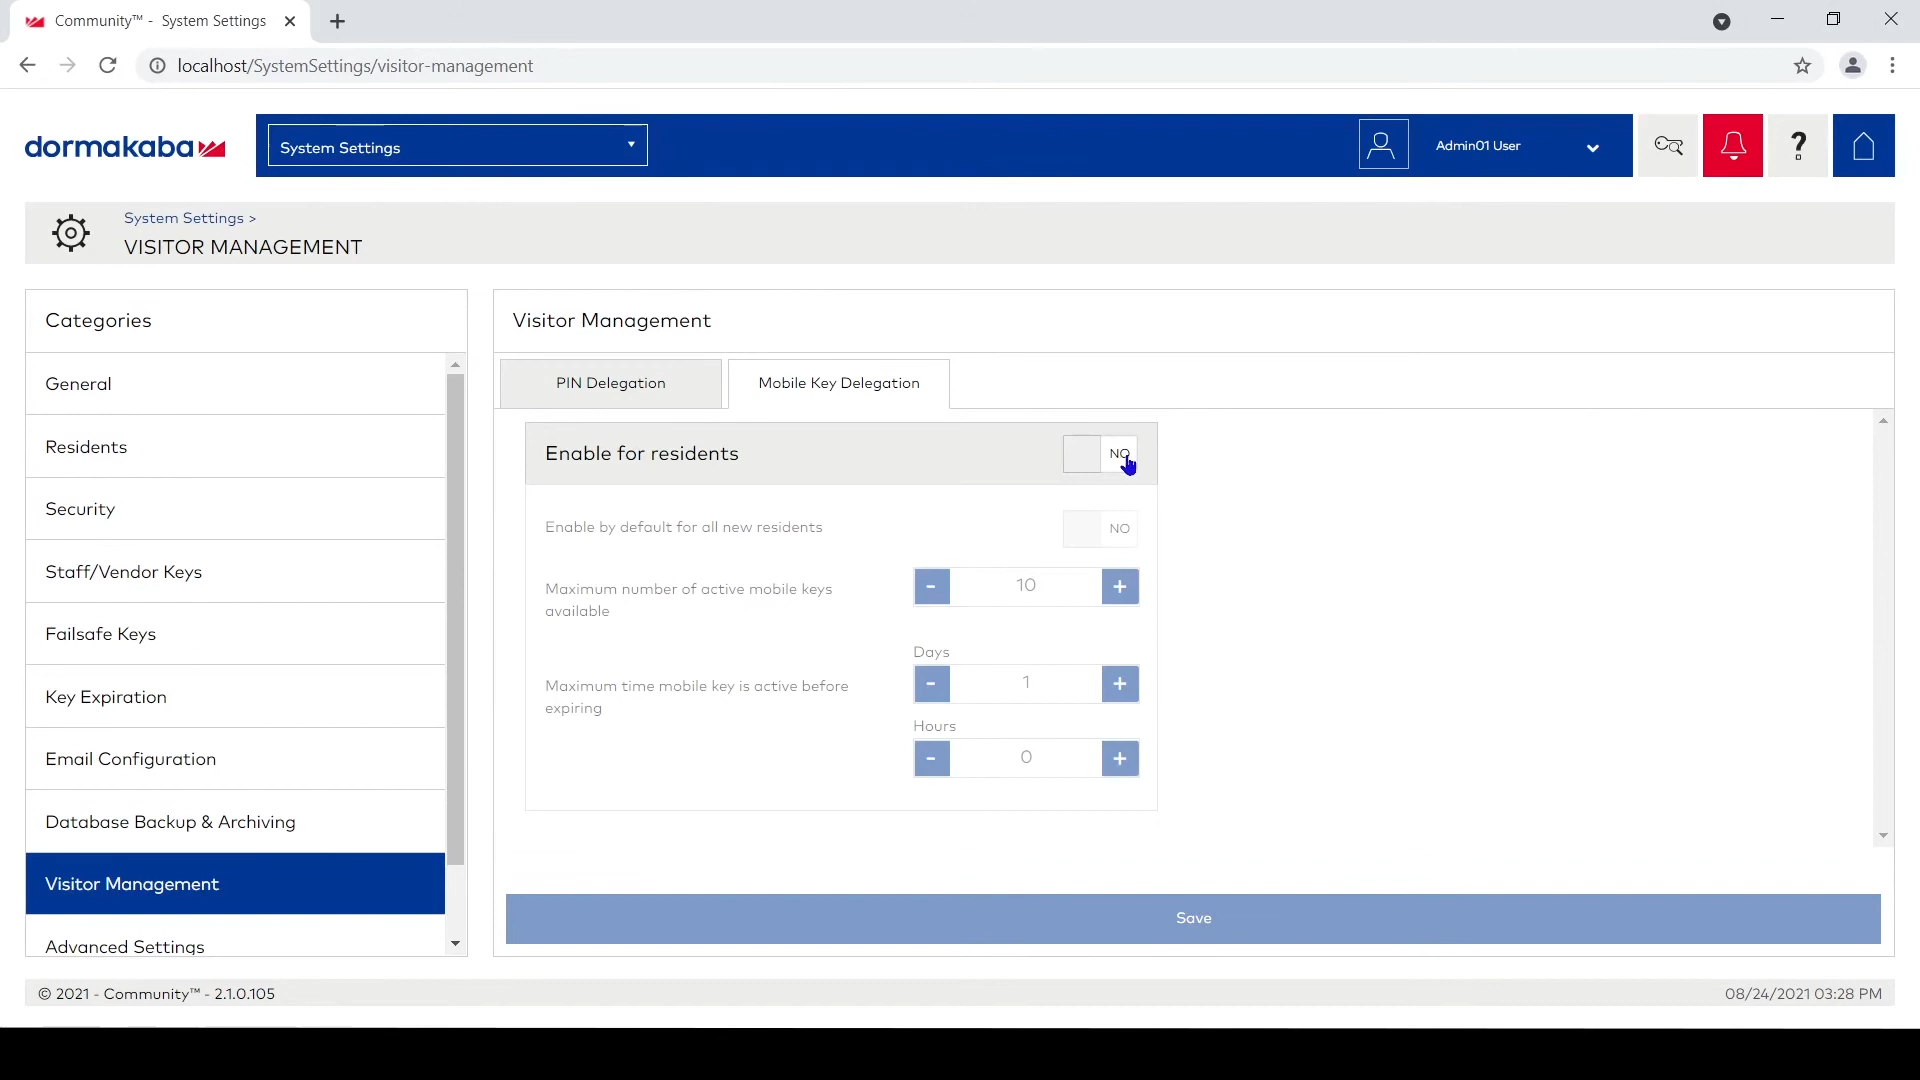 Community™ - System Settings
localhost/SystemSettings/visitor-management
dormakaba
System Settings
Admin01 User
?
System Settings >
VISITOR MANAGEMENT
Categories
General
Residents
Security
Staff/Vendor Keys
Failsafe Keys
Key Expiration
Email Configuration
Database Backup & Archiving
Visitor Management
Advanced Settings
Visitor Management
PIN Delegation
Mobile Key Delegation
Enable for residents
NO
Enable by default for all new residents
NO
Maximum number of active mobile keys
available
- 10 +
Maximum time mobile key is active before
expiring
Days
- 1 +
Hours
- 0 +
Save
© 2021 - Community™ - 2.1.0.105
08/24/2021 03:28 PM